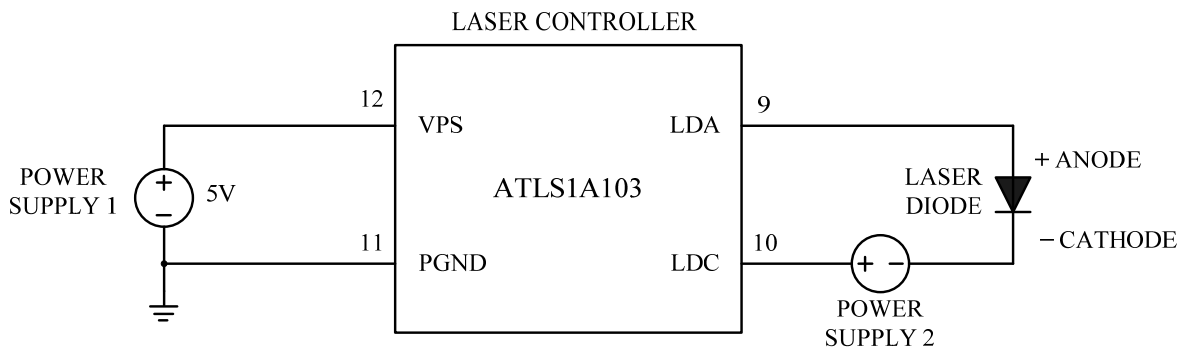 LASER CONTROLLER
12
9
VPS
LDA
+ ANODE
POWER
SUPPLY 1
+
−
5V
ATLS1A103
LASER
DIODE
11
10
− CATHODE
PGND
LDC
+ -
POWER
SUPPLY 2